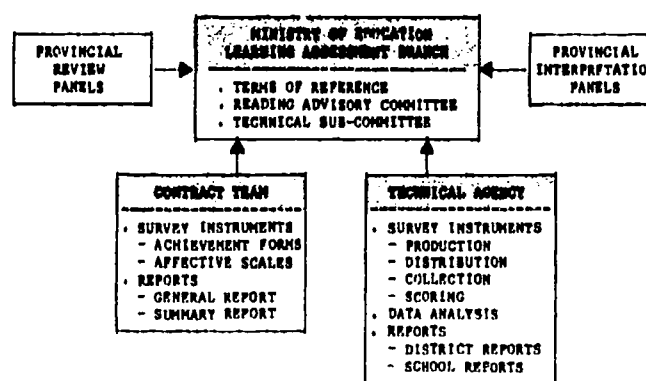 MINISTRY OF EDUCATION
LEARNING ASSESSMENT BRANCH
. TERMS OF REFERENCE
. READING ADVISORY COMMITTEE
. TECHNICAL SUB-COMMITTEE
PROVINCIAL
REVIEW
PANELS
PROVINCIAL
INTERPRETATION
PANELS
CONTRACT TEAM
. SURVEY INSTRUMENTS
- ACHIEVEMENT FORMS
- AFFECTIVE SCALES
. REPORTS
- GENERAL REPORT
- SUMMARY REPORT
TECHNICAL AGENCY
. SURVEY INSTRUMENTS
- PRODUCTION
- DISTRIBUTION
- COLLECTION
- SCORING
. DATA ANALYSIS
. REPORTS
- DISTRICT REPORTS
- SCHOOL REPORTS